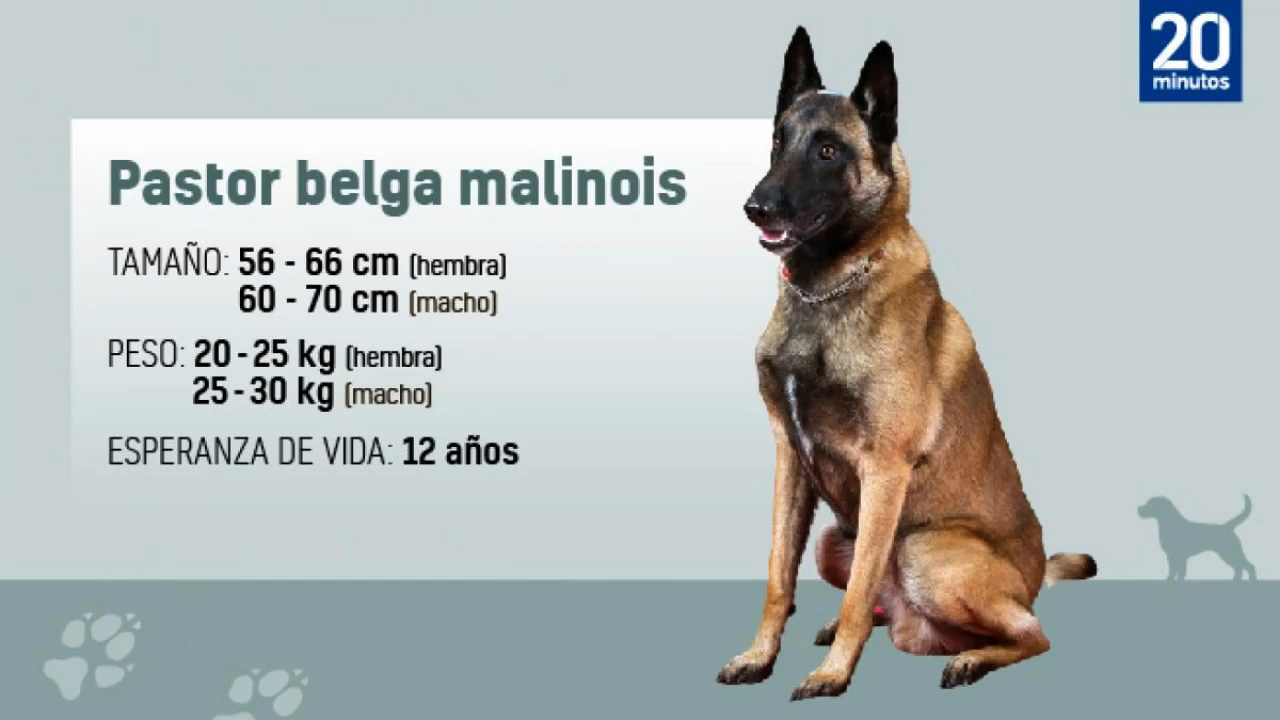 20
minutos
Pastor belga malinois
TAMAÑO: 56 - 66 cm (hembra)
60 - 70 cm (macho)
PESO: 20 - 25 kg (hembra)
25 - 30 kg (macho)
ESPERANZA DE VIDA: 12 años